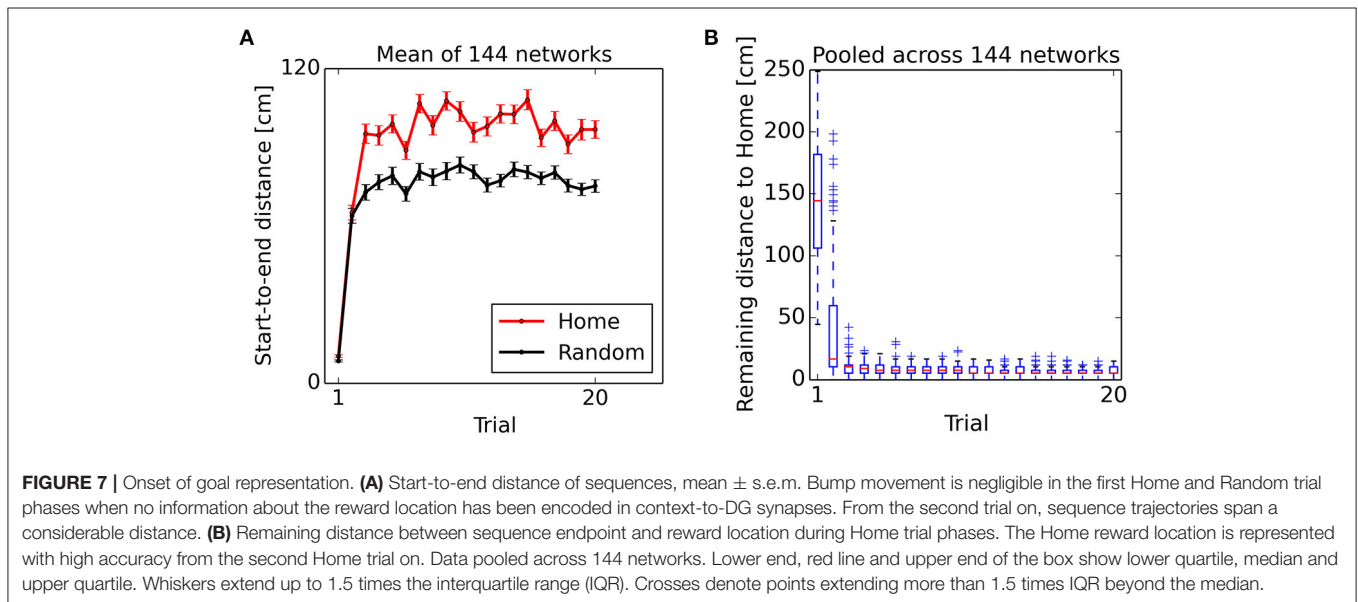 A
Mean of 144 networks
120
0
Start-to-end distance [cm]
Home
Random
1
20
Trial
B
Pooled across 144 networks
250
200
150
100
50
0
Remaining distance to Home [cm]
1
20
Trial
FIGURE 7 | Onset of goal representation. (A) Start-to-end distance of sequences, mean ± s.e.m. Bump movement is negligible in the first Home and Random trial
phases when no information about the reward location has been encoded in context-to-DG synapses. From the second trial on, sequence trajectories span a
considerable distance. (B) Remaining distance between sequence endpoint and reward location during Home trial phases. The Home reward location is represented
with high accuracy from the second Home trial on. Data pooled across 144 networks. Lower end, red line and upper end of the box show lower quartile, median and
upper quartile. Whiskers extend up to 1.5 times the interquartile range (IQR). Crosses denote points extending more than 1.5 times IQR beyond the median.